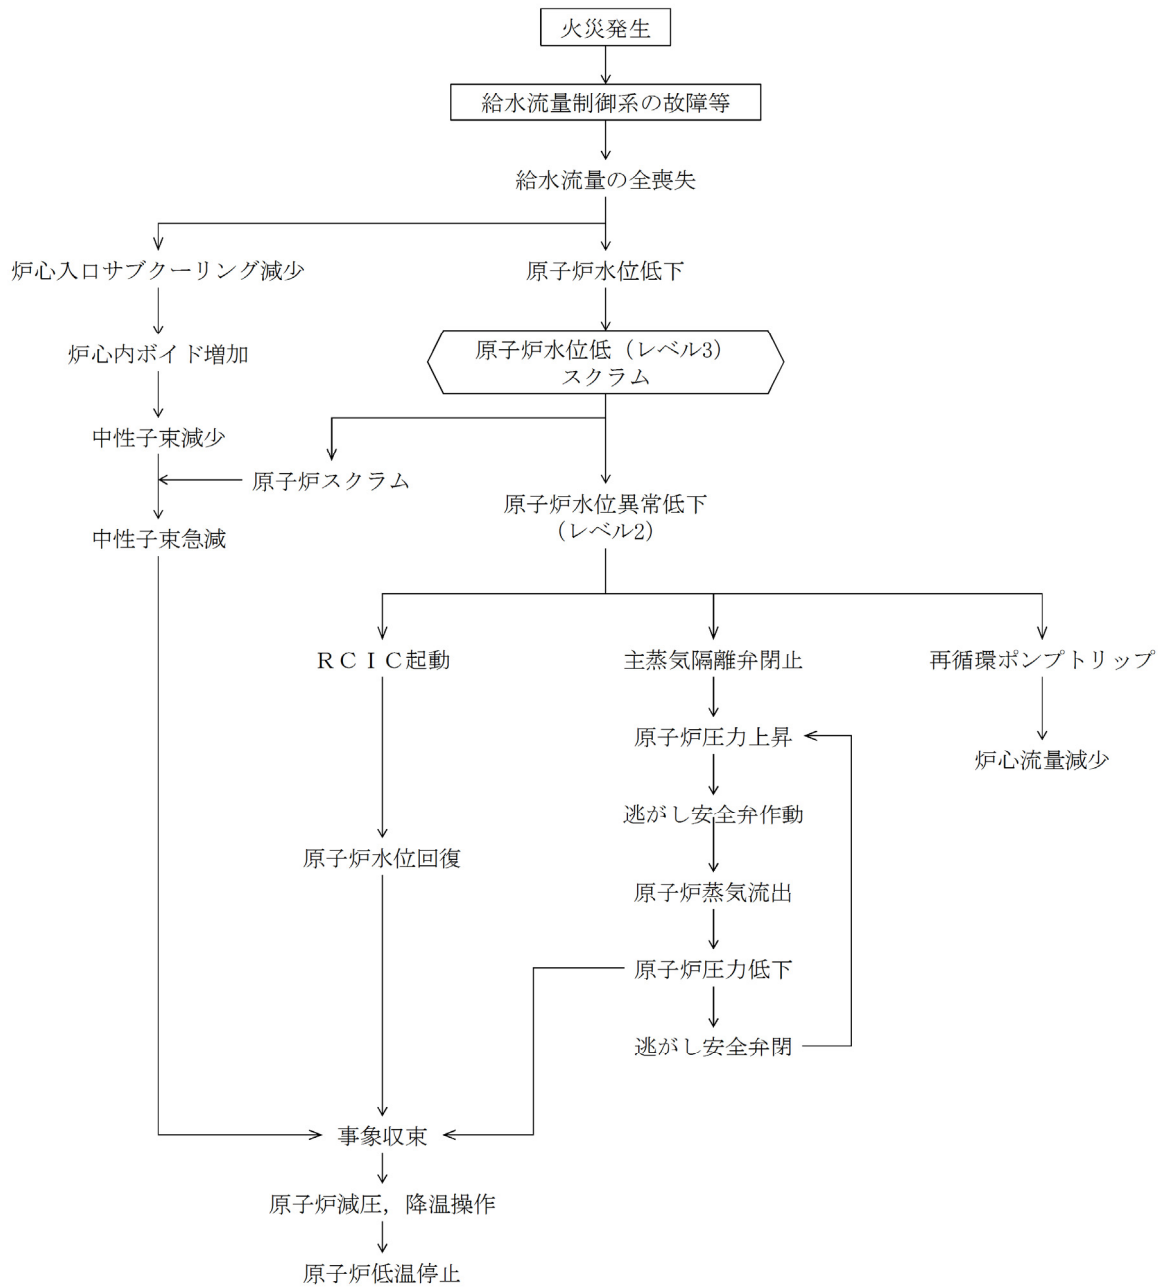 火災発生
給水流量制御系の故障等
給水流量の全喪失
炉心入口サブクーリング減少
原子炉水位低下
炉心内ボイド増加
原子炉水位低（レベル3）
スクラム
中性子束減少
原子炉スクラム
原子炉水位異常低下
（レベル2）
中性子束急減
ＲＣＩＣ起動
主蒸気隔離弁閉止
再循環ポンプトリップ
原子炉圧力上昇
炉心流量減少
逃がし安全弁作動
原子炉水位回復
原子炉蒸気流出
原子炉圧力低下
逃がし安全弁閉
事象収束
原子炉減圧，降温操作
原子炉低温停止